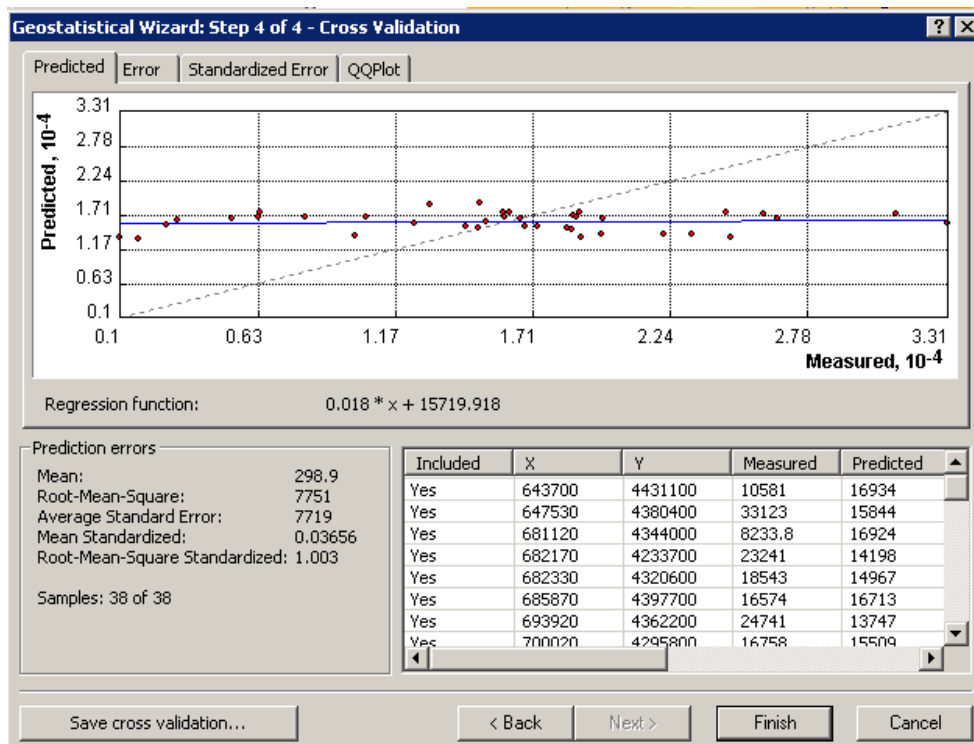 Geostatistical Wizard: Step 4 of 4 - Cross Validation
Predicted Error Standardized Error QQPlot
Predicted, 10-4
3.31
2.78
2.24
1.71
1.17
0.63
0.1
0.1 0.63 1.17 1.71 2.24 2.78 3.31
Measured, 10-4
Regression function: 0.018 * x + 15719.918
Prediction errors
Mean: 298.9
Root-Mean-Square: 7751
Average Standard Error: 7719
Mean Standardized: 0.03656
Root-Mean-Square Standardized: 1.003
Samples: 38 of 38
Included X Y Measured Predicted
Yes 643700 4431100 10581 16934
Yes 647530 4380400 33123 15844
Yes 681120 4344000 8233.8 16924
Yes 682170 4233700 23241 14198
Yes 682330 4320600 18543 14967
Yes 685870 4397700 16574 16713
Yes 693920 4362200 24741 13747
Yes 700020 4295800 16758 15509
Save cross validation...
< Back
Next >
Finish
Cancel